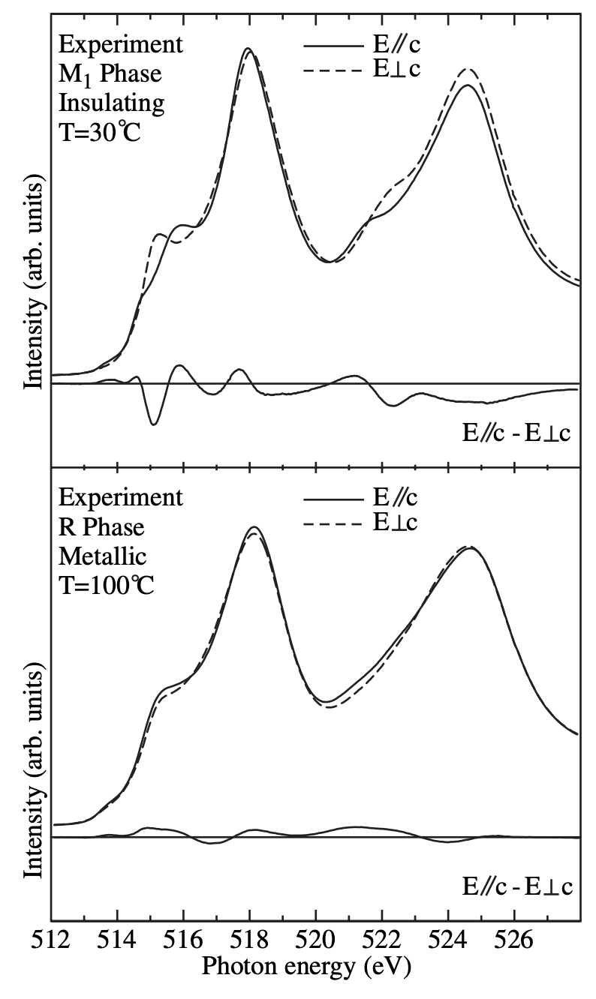 Experiment
M₁ Phase
Insulating
T=30℃
E//c
E⊥c
Intensity (arb. units)
E//c - E⊥c
Experiment
R Phase
Metallic
T=100℃
E//c
E⊥c
Intensity (arb. units)
E//c - E⊥c
512 514 516 518 520 522 524 526
Photon energy (eV)